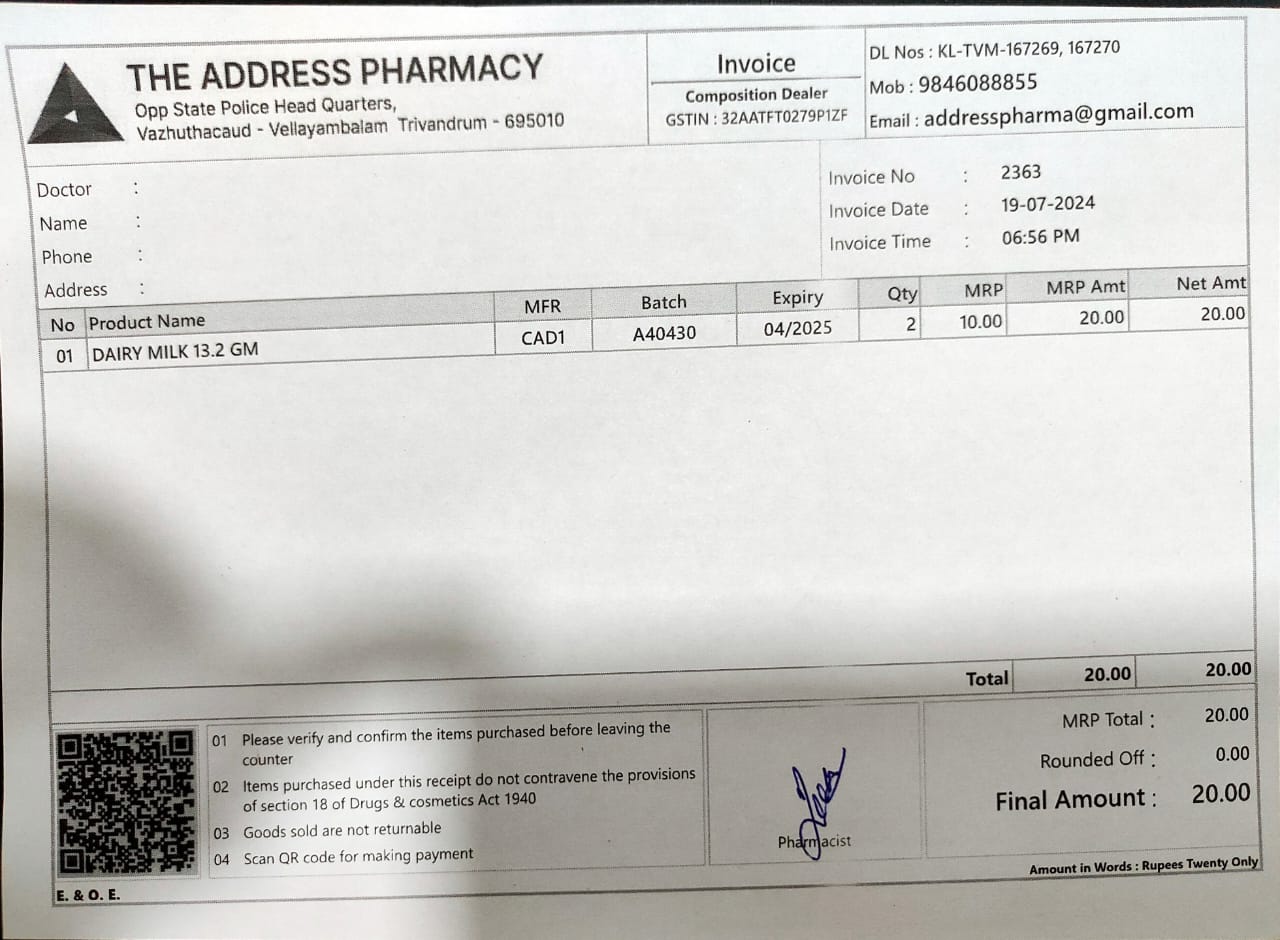 THE ADDRESS PHARMACY
Opp State Police Head Quarters,
Vazhuthacaud - Vellayambalam Trivandrum - 695010
Invoice
Composition Dealer
GSTIN : 32AATFT0279P1ZF
DL Nos : KL-TVM-167269, 167270
Mob : 9846088855
Email : addresspharma@gmail.com
Doctor :
Name :
Phone :
Address :
Invoice No : 2363
Invoice Date : 19-07-2024
Invoice Time : 06:56 PM
No Product Name MFR Batch Expiry Qty MRP MRP Amt Net Amt
01 DAIRY MILK 13.2 GM CAD1 A40430 04/2025 2 10.00 20.00 20.00
Total 20.00 20.00
01 Please verify and confirm the items purchased before leaving the
counter
02 Items purchased under this receipt do not contravene the provisions
of section 18 of Drugs & cosmetics Act 1940
03 Goods sold are not returnable
04 Scan QR code for making payment
Pharmacist
MRP Total : 20.00
Rounded Off : 0.00
Final Amount : 20.00
Amount in Words : Rupees Twenty Only
E. & O. E.